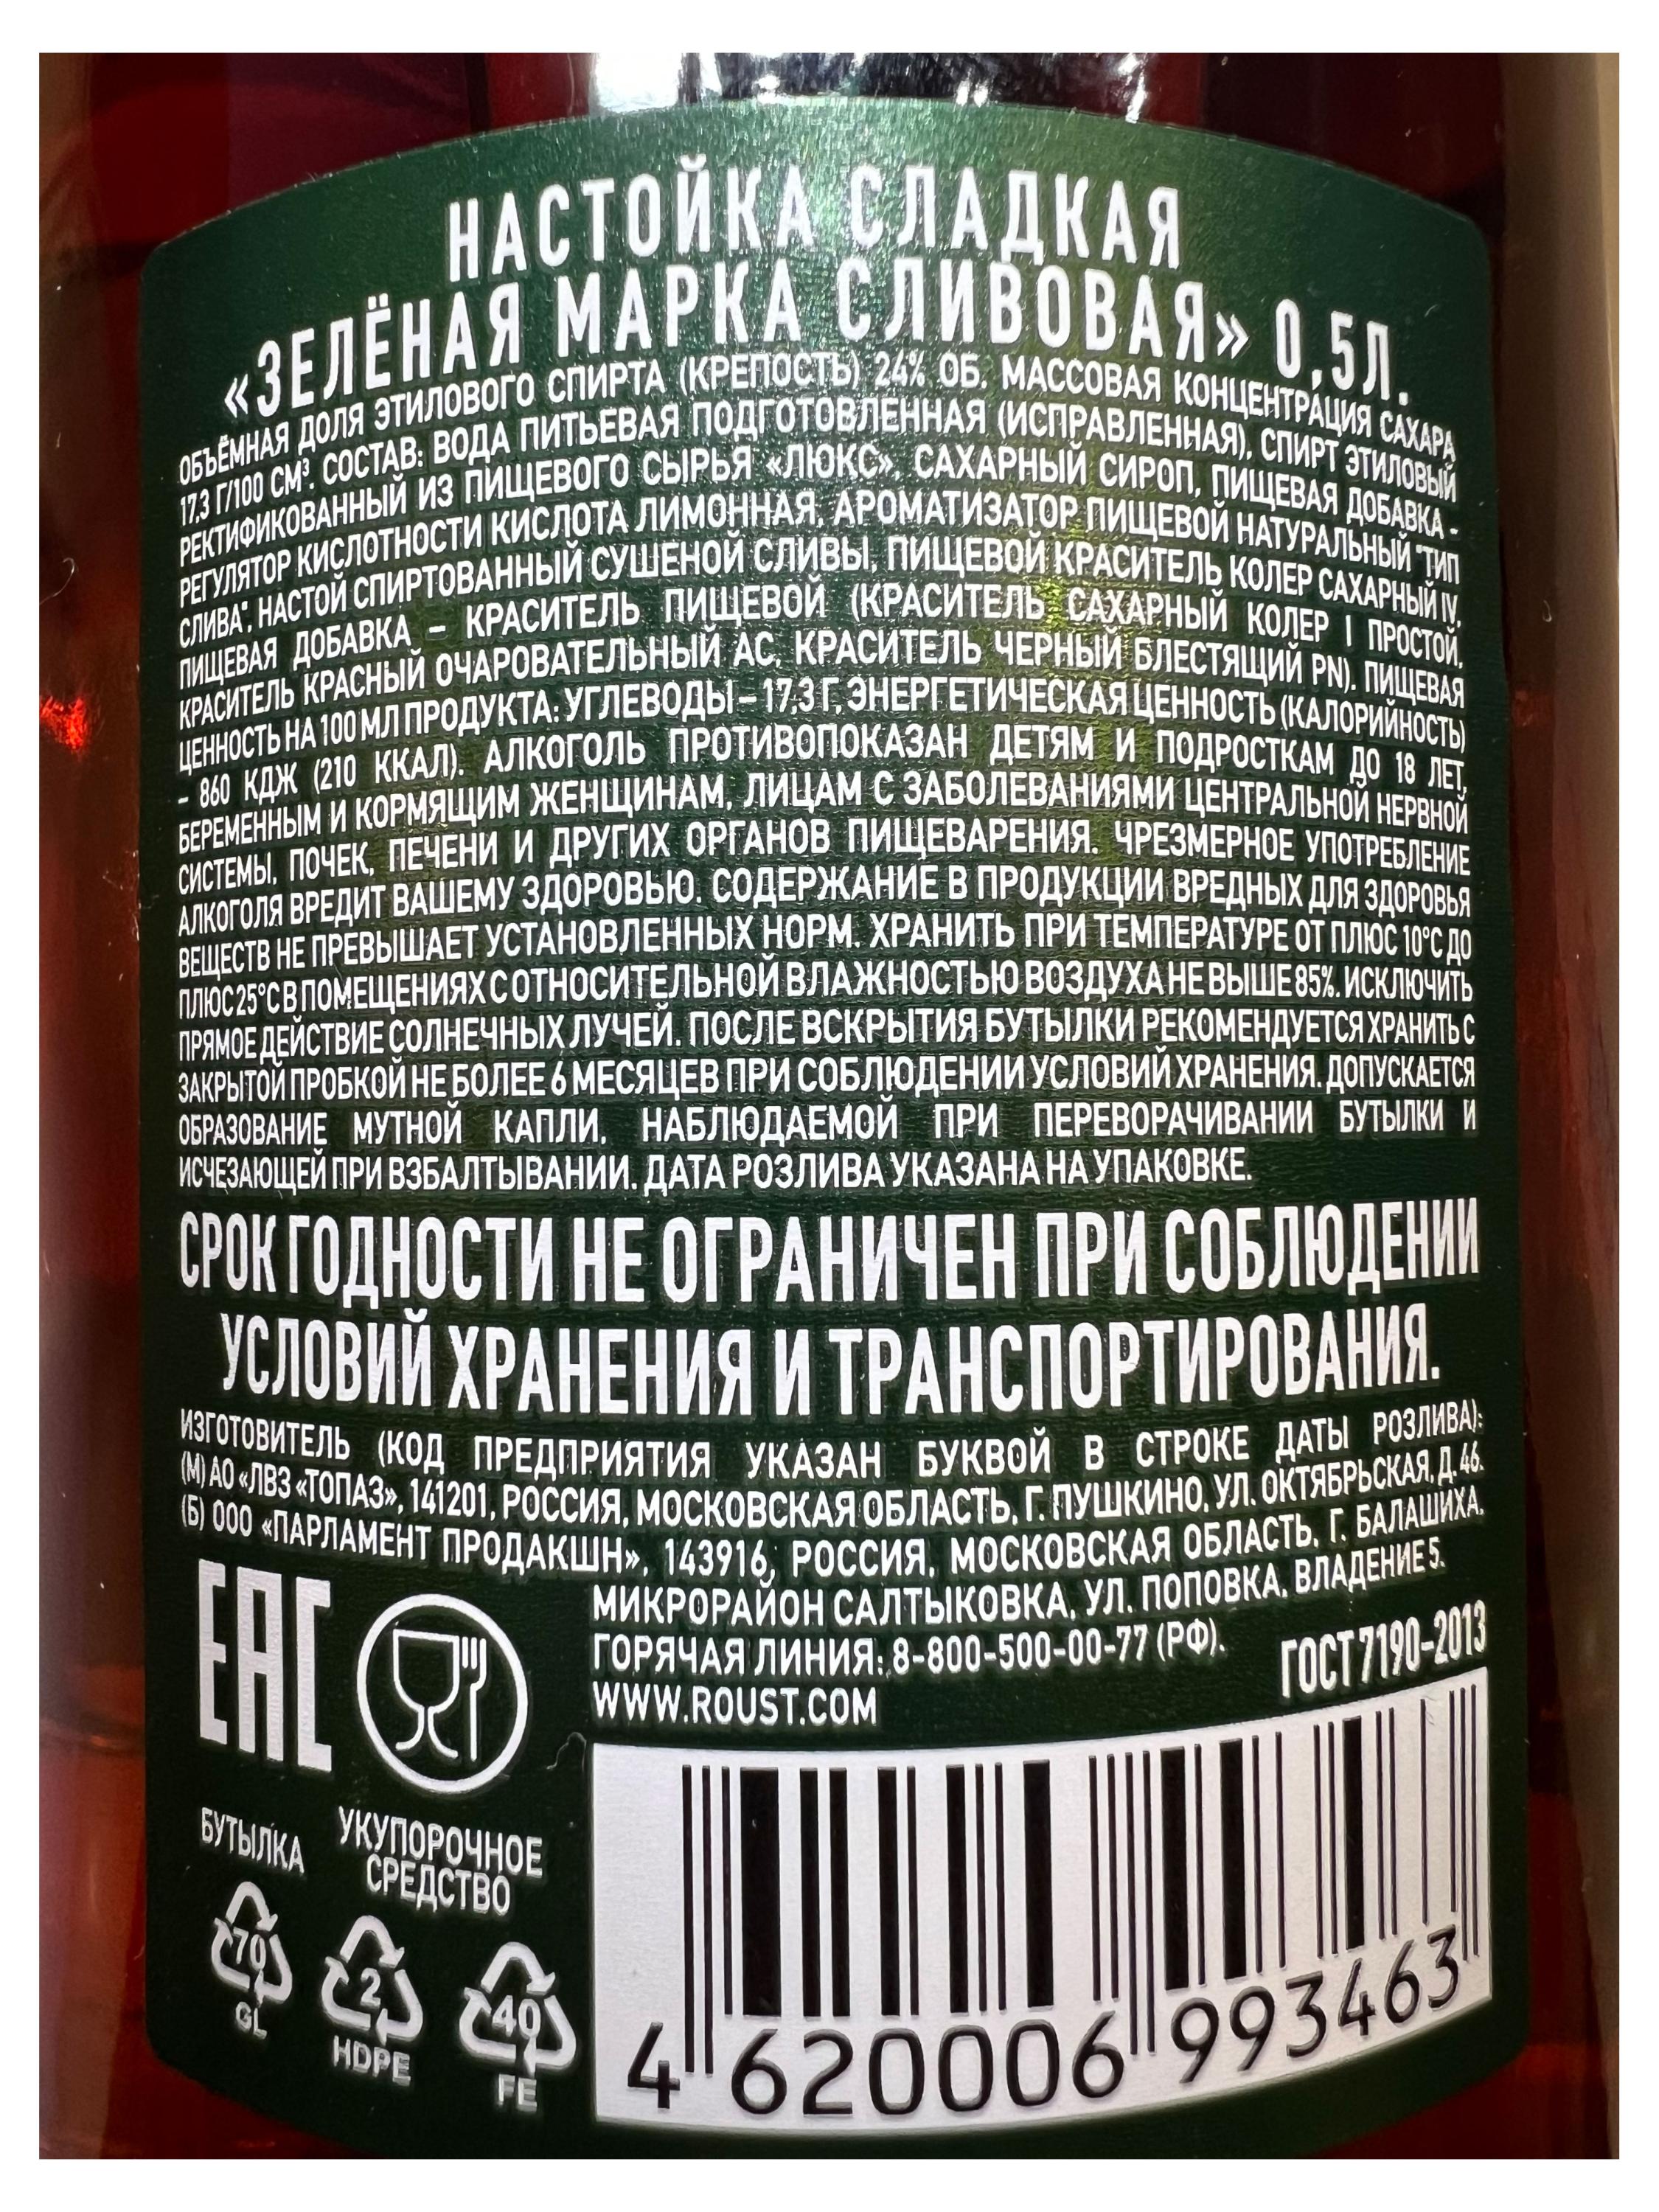 НАСТОЙКА СЛАДКАЯ
«ЗЕЛЁНАЯ МАРКА СЛИВОВАЯ» 0,5Л.
ОБЪЁМНАЯ ДОЛЯ ЭТИЛОВОГО СПИРТА (КРЕПОСТЬ) 24% ОБ. МАССОВАЯ КОНЦЕНТРАЦИЯ САХАРА
17,3 Г/100 СМ³. СОСТАВ: ВОДА ПИТЬЕВАЯ ПОДГОТОВЛЕННАЯ (ИСПРАВЛЕННАЯ), СПИРТ ЭТИЛОВЫЙ
РЕКТИФИКОВАННЫЙ ИЗ ПИЩЕВОГО СЫРЬЯ «ЛЮКС», САХАРНЫЙ СИРОП, ПИЩЕВАЯ ДОБАВКА -
РЕГУЛЯТОР КИСЛОТНОСТИ КИСЛОТА ЛИМОННАЯ, АРОМАТИЗАТОР ПИЩЕВОЙ НАТУРАЛЬНЫЙ "ТИП
СЛИВА", НАСТОЙ СПИРТОВАННЫЙ СУШЕНОЙ СЛИВЫ, ПИЩЕВОЙ КРАСИТЕЛЬ КОЛЕР САХАРНЫЙ IV,
ПИЩЕВАЯ ДОБАВКА – КРАСИТЕЛЬ ПИЩЕВОЙ (КРАСИТЕЛЬ САХАРНЫЙ КОЛЕР I ПРОСТОЙ,
КРАСИТЕЛЬ КРАСНЫЙ ОЧАРОВАТЕЛЬНЫЙ АС, КРАСИТЕЛЬ ЧЕРНЫЙ БЛЕСТЯЩИЙ PN). ПИЩЕВАЯ
ЦЕННОСТЬ НА 100 МЛ ПРОДУКТА: УГЛЕВОДЫ – 17,3 Г, ЭНЕРГЕТИЧЕСКАЯ ЦЕННОСТЬ (КАЛОРИЙНОСТЬ)
– 860 КДЖ (210 ККАЛ). АЛКОГОЛЬ ПРОТИВОПОКАЗАН ДЕТЯМ И ПОДРОСТКАМ ДО 18 ЛЕТ,
БЕРЕМЕННЫМ И КОРМЯЩИМ ЖЕНЩИНАМ, ЛИЦАМ С ЗАБОЛЕВАНИЯМИ ЦЕНТРАЛЬНОЙ НЕРВНОЙ
СИСТЕМЫ, ПОЧЕК, ПЕЧЕНИ И ДРУГИХ ОРГАНОВ ПИЩЕВАРЕНИЯ. ЧРЕЗМЕРНОЕ УПОТРЕБЛЕНИЕ
АЛКОГОЛЯ ВРЕДИТ ВАШЕМУ ЗДОРОВЬЮ. СОДЕРЖАНИЕ В ПРОДУКЦИИ ВРЕДНЫХ ДЛЯ ЗДОРОВЬЯ
ВЕЩЕСТВ НЕ ПРЕВЫШАЕТ УСТАНОВЛЕННЫХ НОРМ. ХРАНИТЬ ПРИ ТЕМПЕРАТУРЕ ОТ ПЛЮС 10°С ДО
ПЛЮС 25°С В ПОМЕЩЕНИЯХ С ОТНОСИТЕЛЬНОЙ ВЛАЖНОСТЬЮ ВОЗДУХА НЕ ВЫШЕ 85%. ИСКЛЮЧИТЬ
ПРЯМОЕ ДЕЙСТВИЕ СОЛНЕЧНЫХ ЛУЧЕЙ. ПОСЛЕ ВСКРЫТИЯ БУТЫЛКИ РЕКОМЕНДУЕТСЯ ХРАНИТЬ С
ЗАКРЫТОЙ ПРОБКОЙ НЕ БОЛЕЕ 6 МЕСЯЦЕВ ПРИ СОБЛЮДЕНИИ УСЛОВИЙ ХРАНЕНИЯ. ДОПУСКАЕТСЯ
ОБРАЗОВАНИЕ МУТНОЙ КАПЛИ, НАБЛЮДАЕМОЙ ПРИ ПЕРЕВОРАЧИВАНИИ БУТЫЛКИ И
ИСЧЕЗАЮЩЕЙ ПРИ ВЗБАЛТЫВАНИИ. ДАТА РОЗЛИВА УКАЗАНА НА УПАКОВКЕ.
СРОК ГОДНОСТИ НЕ ОГРАНИЧЕН ПРИ СОБЛЮДЕНИИ
УСЛОВИЙ ХРАНЕНИЯ И ТРАНСПОРТИРОВАНИЯ.
ИЗГОТОВИТЕЛЬ (КОД ПРЕДПРИЯТИЯ УКАЗАН БУКВОЙ В СТРОКЕ ДАТЫ РОЗЛИВА):
(М) АО «ЛВЗ «ТОПАЗ», 141201, РОССИЯ, МОСКОВСКАЯ ОБЛАСТЬ, Г. ПУШКИНО, УЛ. ОКТЯБРЬСКАЯ, Д. 46.
(Б) ООО «ПАРЛАМЕНТ ПРОДАКШН», 143916, РОССИЯ, МОСКОВСКАЯ ОБЛАСТЬ, Г. БАЛАШИХА,
МИКРОРАЙОН САЛТЫКОВКА, УЛ. ПОПОВКА, ВЛАДЕНИЕ 5.
ГОРЯЧАЯ ЛИНИЯ: 8-800-500-00-77 (РФ).
WWW.ROUST.COM
ГОСТ 7190-2013
EAC
БУТЫЛКА
УКУПОРОЧНОЕ
СРЕДСТВО
70
GL
2
HDPE
40
FE
4 620006 993463